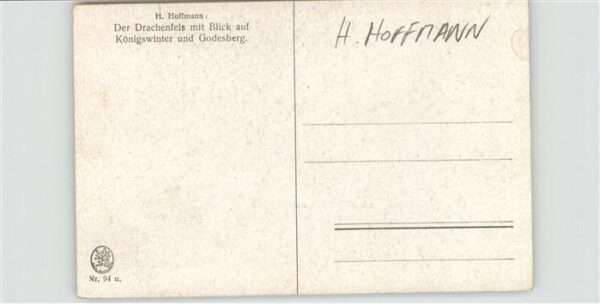 H. Hoffmann:
Der Drachenfels mit Blick auf
Königswinter und Godesberg.
H. HOFFMANN
Nr. 94 u.